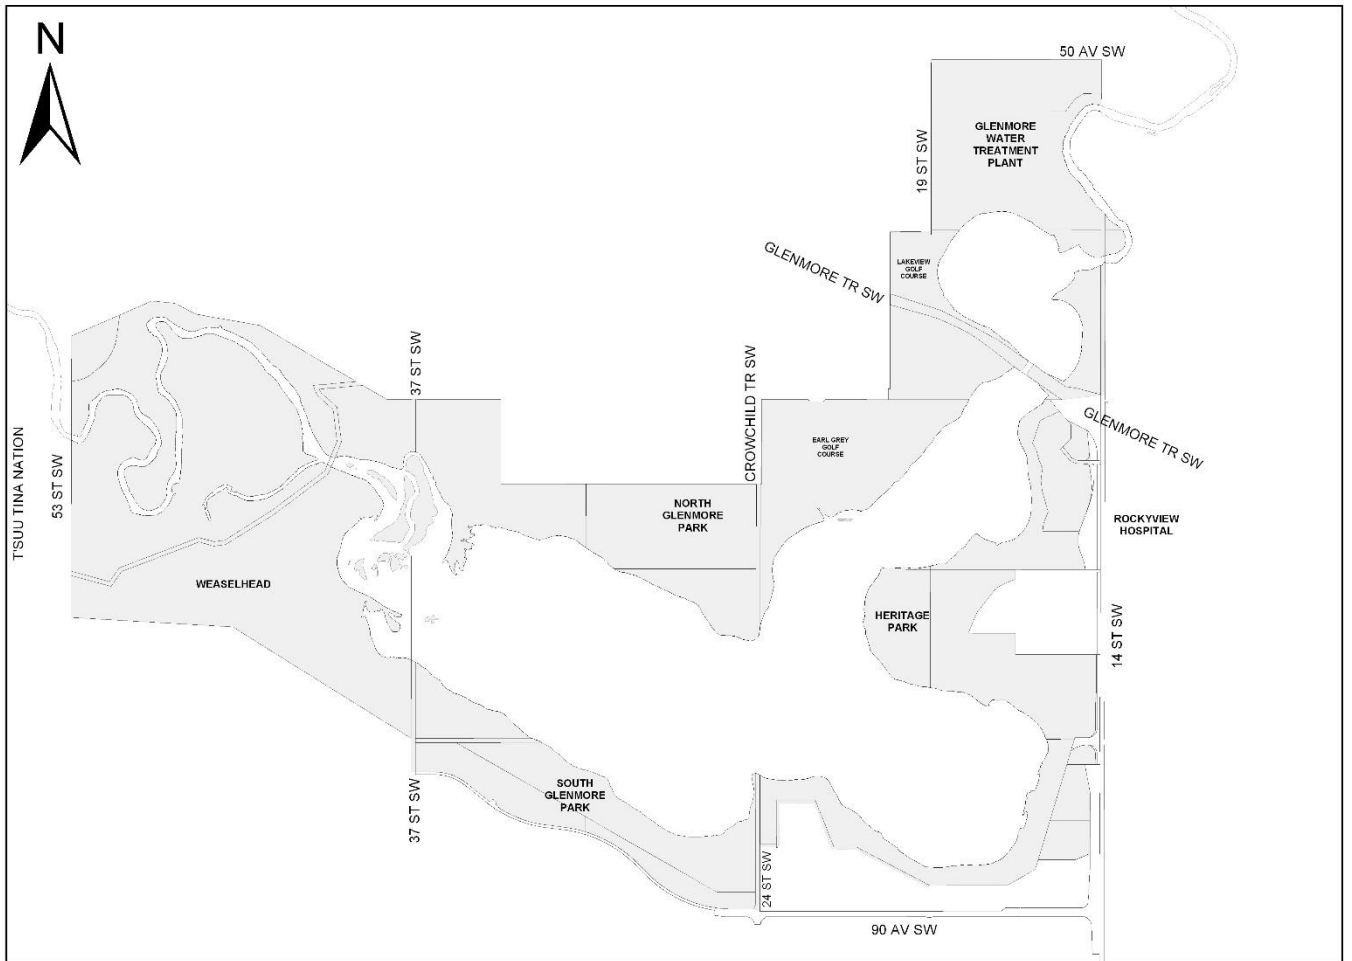 N
50 AV SW
GLENMORE
WATER
TREATMENT
PLANT
19 ST SW
GLENMORE TR SW
LAKEVIEW
GOLF
COURSE
37 ST SW
CROWCHILD TR SW
GLENMORE TR SW
EARL GREY
GOLF
COURSE
T'SUU TINA NATION
53 ST SW
NORTH
GLENMORE
PARK
ROCKYVIEW
HOSPITAL
WEASELHEAD
HERITAGE
PARK
14 ST SW
SOUTH
GLENMORE
PARK
37 ST SW
24 ST SW
90 AV SW